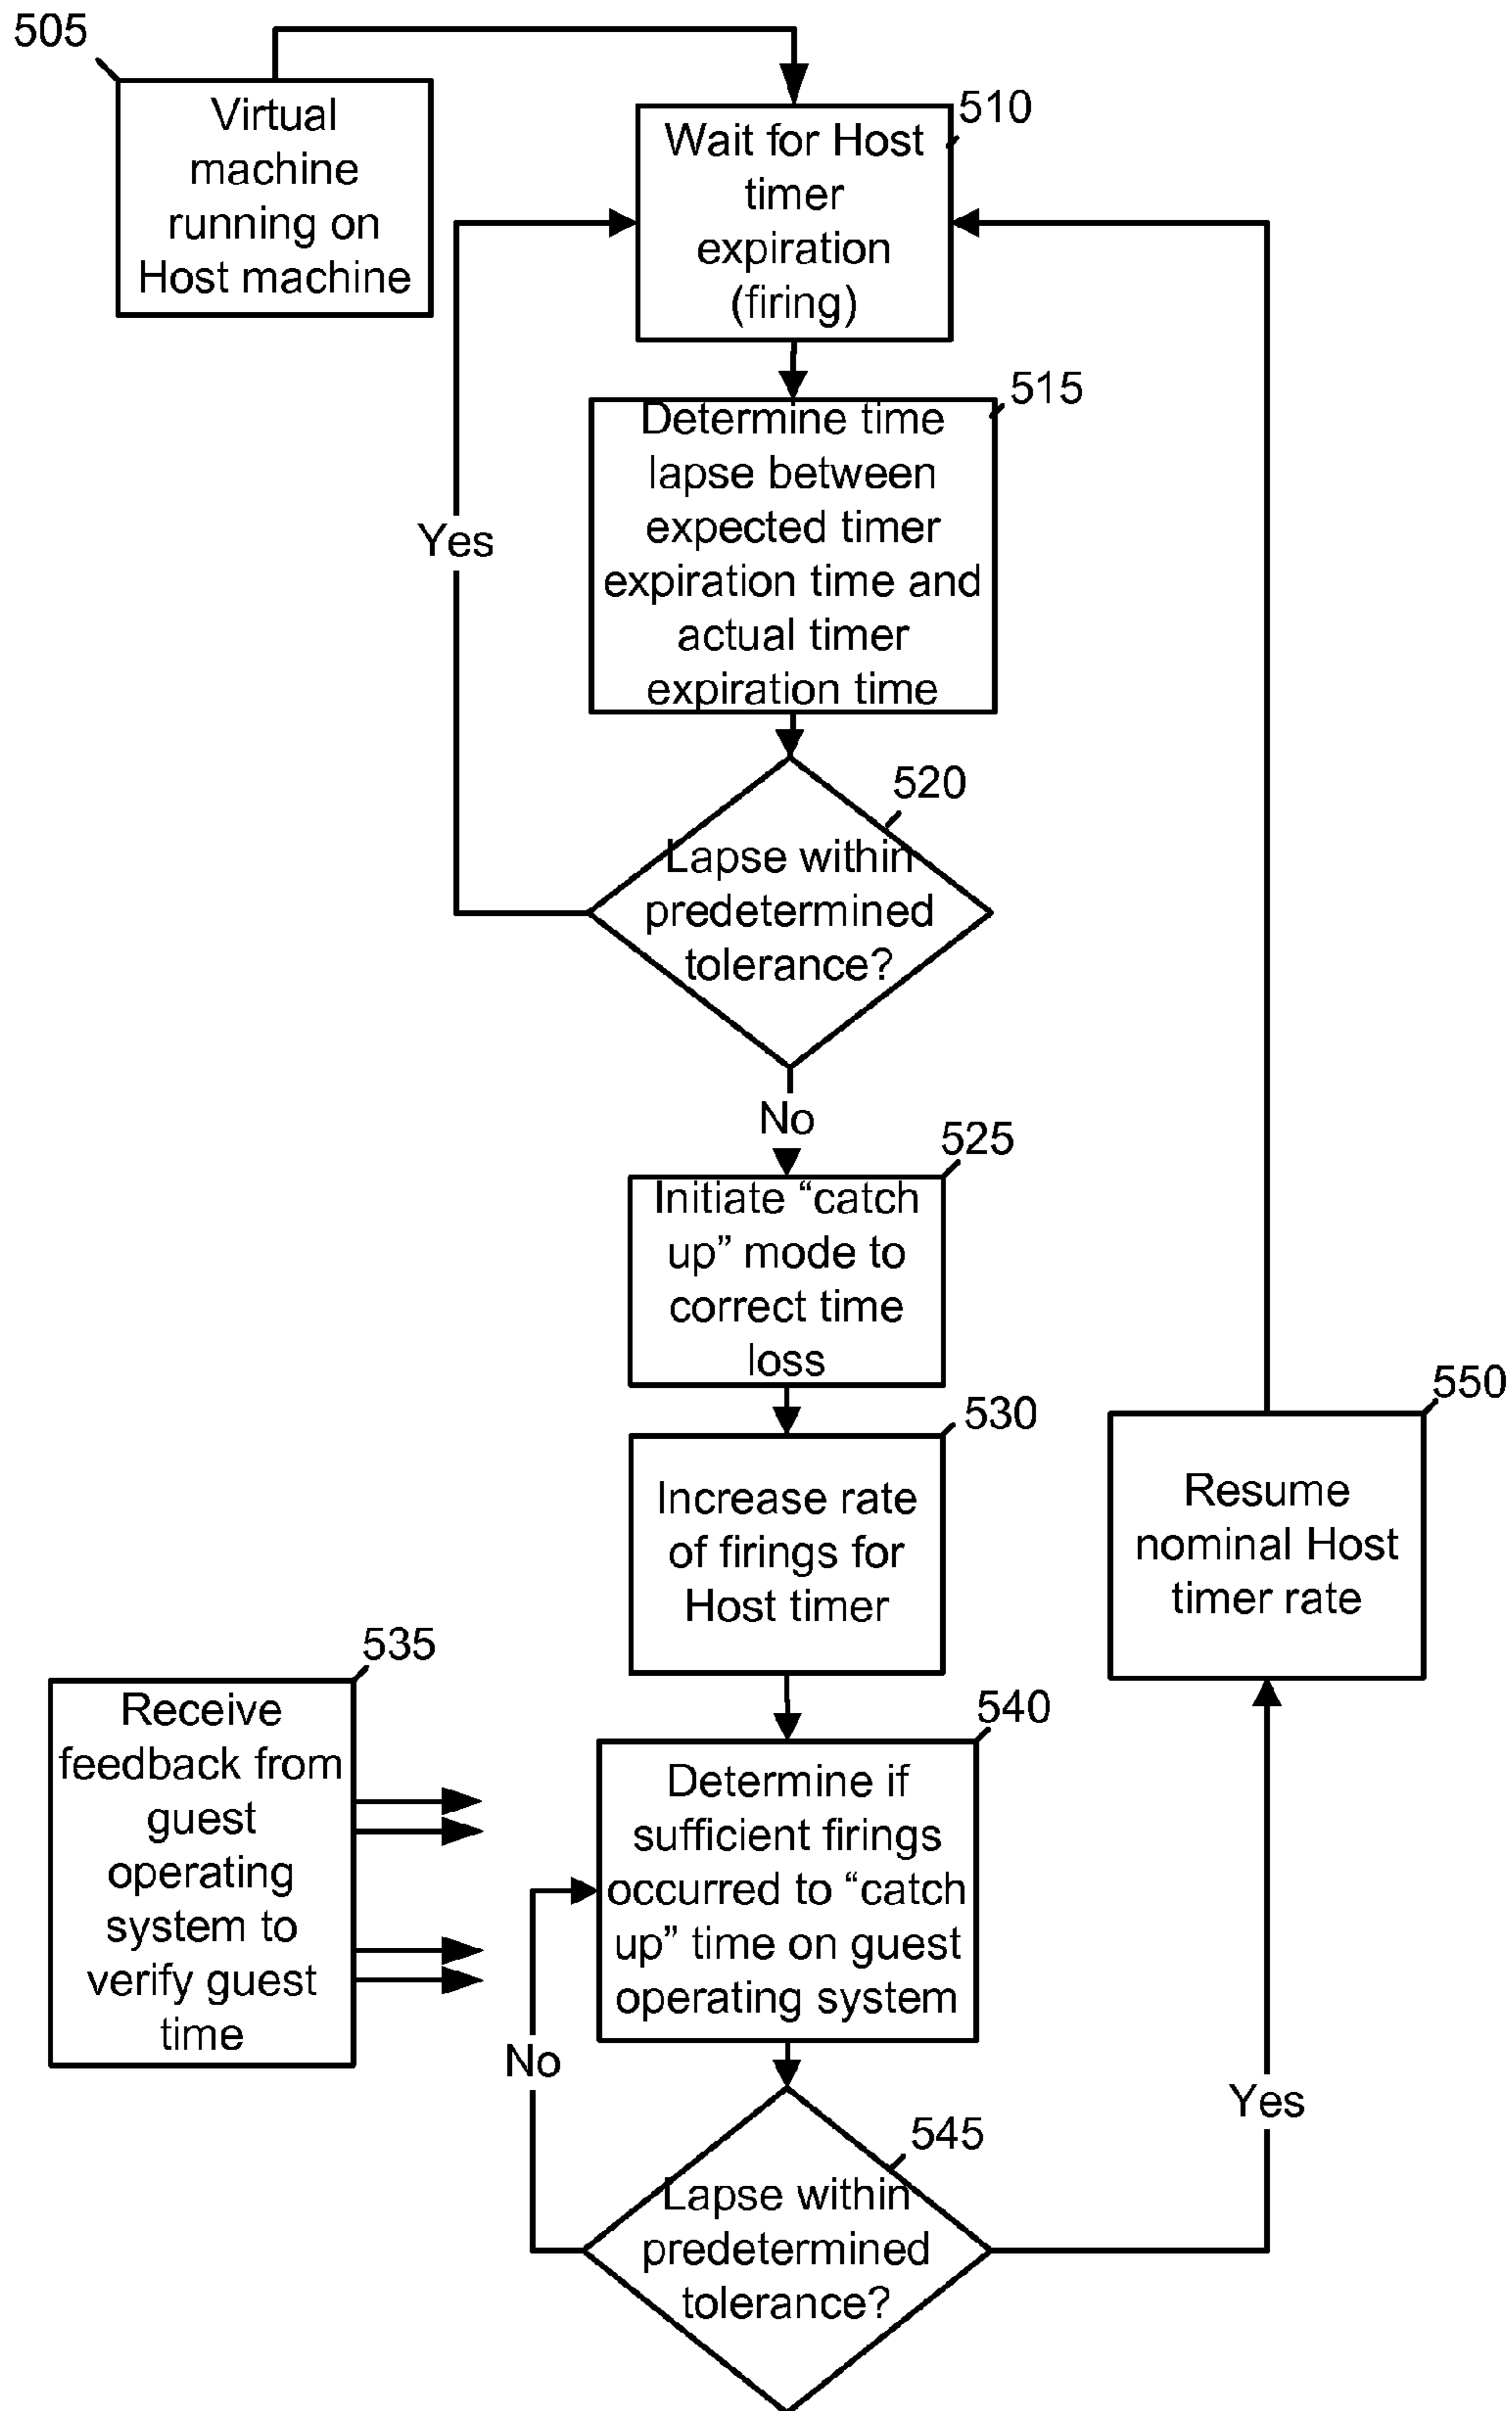 505
Virtual
machine
running on
Host machine
510
Wait for Host
timer
expiration
(firing)
515
Determine time
lapse between
expected timer
expiration time and
actual timer
expiration time
Yes
520
Lapse within
predetermined
tolerance?
No
525
Initiate “catch
up” mode to
correct time
loss
530
Increase rate
of firings for
Host timer
550
Resume
nominal Host
timer rate
535
Receive
feedback from
guest
operating
system to
verify guest
time
540
Determine if
sufficient firings
occurred to “catch
up” time on guest
operating system
No
545
Lapse within
predetermined
tolerance?
Yes